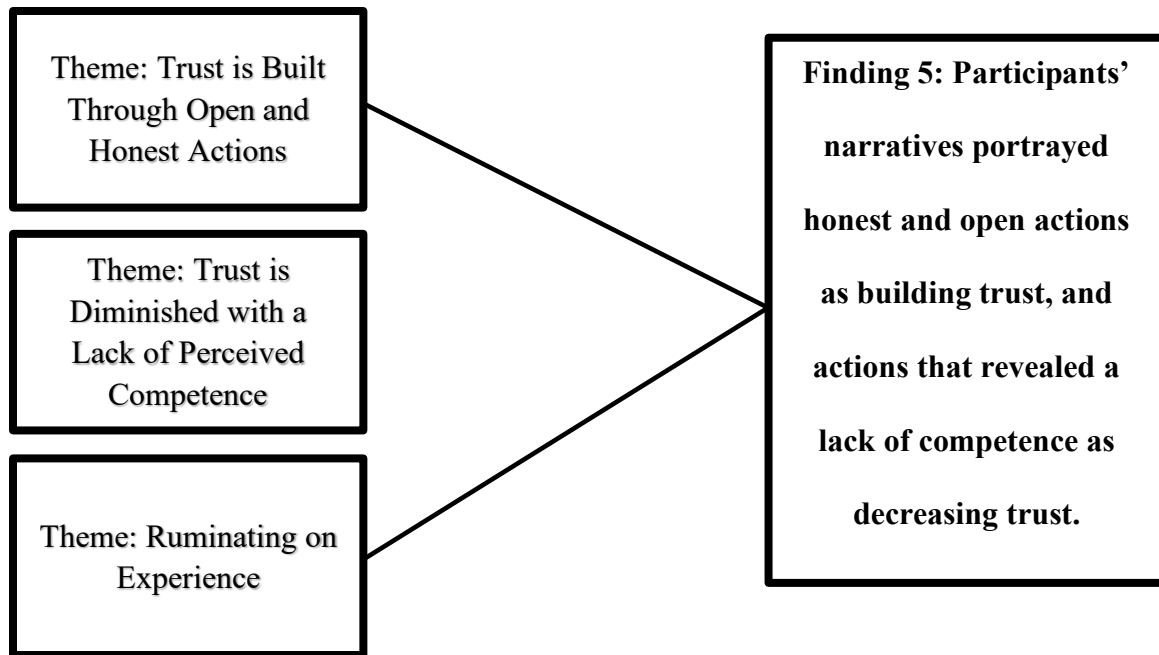 Theme: Trust is Built
Through Open and
Honest Actions
Theme: Trust is
Diminished with a
Lack of Perceived
Competence
Theme: Ruminating on
Experience
Finding 5: Participants’
narratives portrayed
honest and open actions
as building trust, and
actions that revealed a
lack of competence as
decreasing trust.